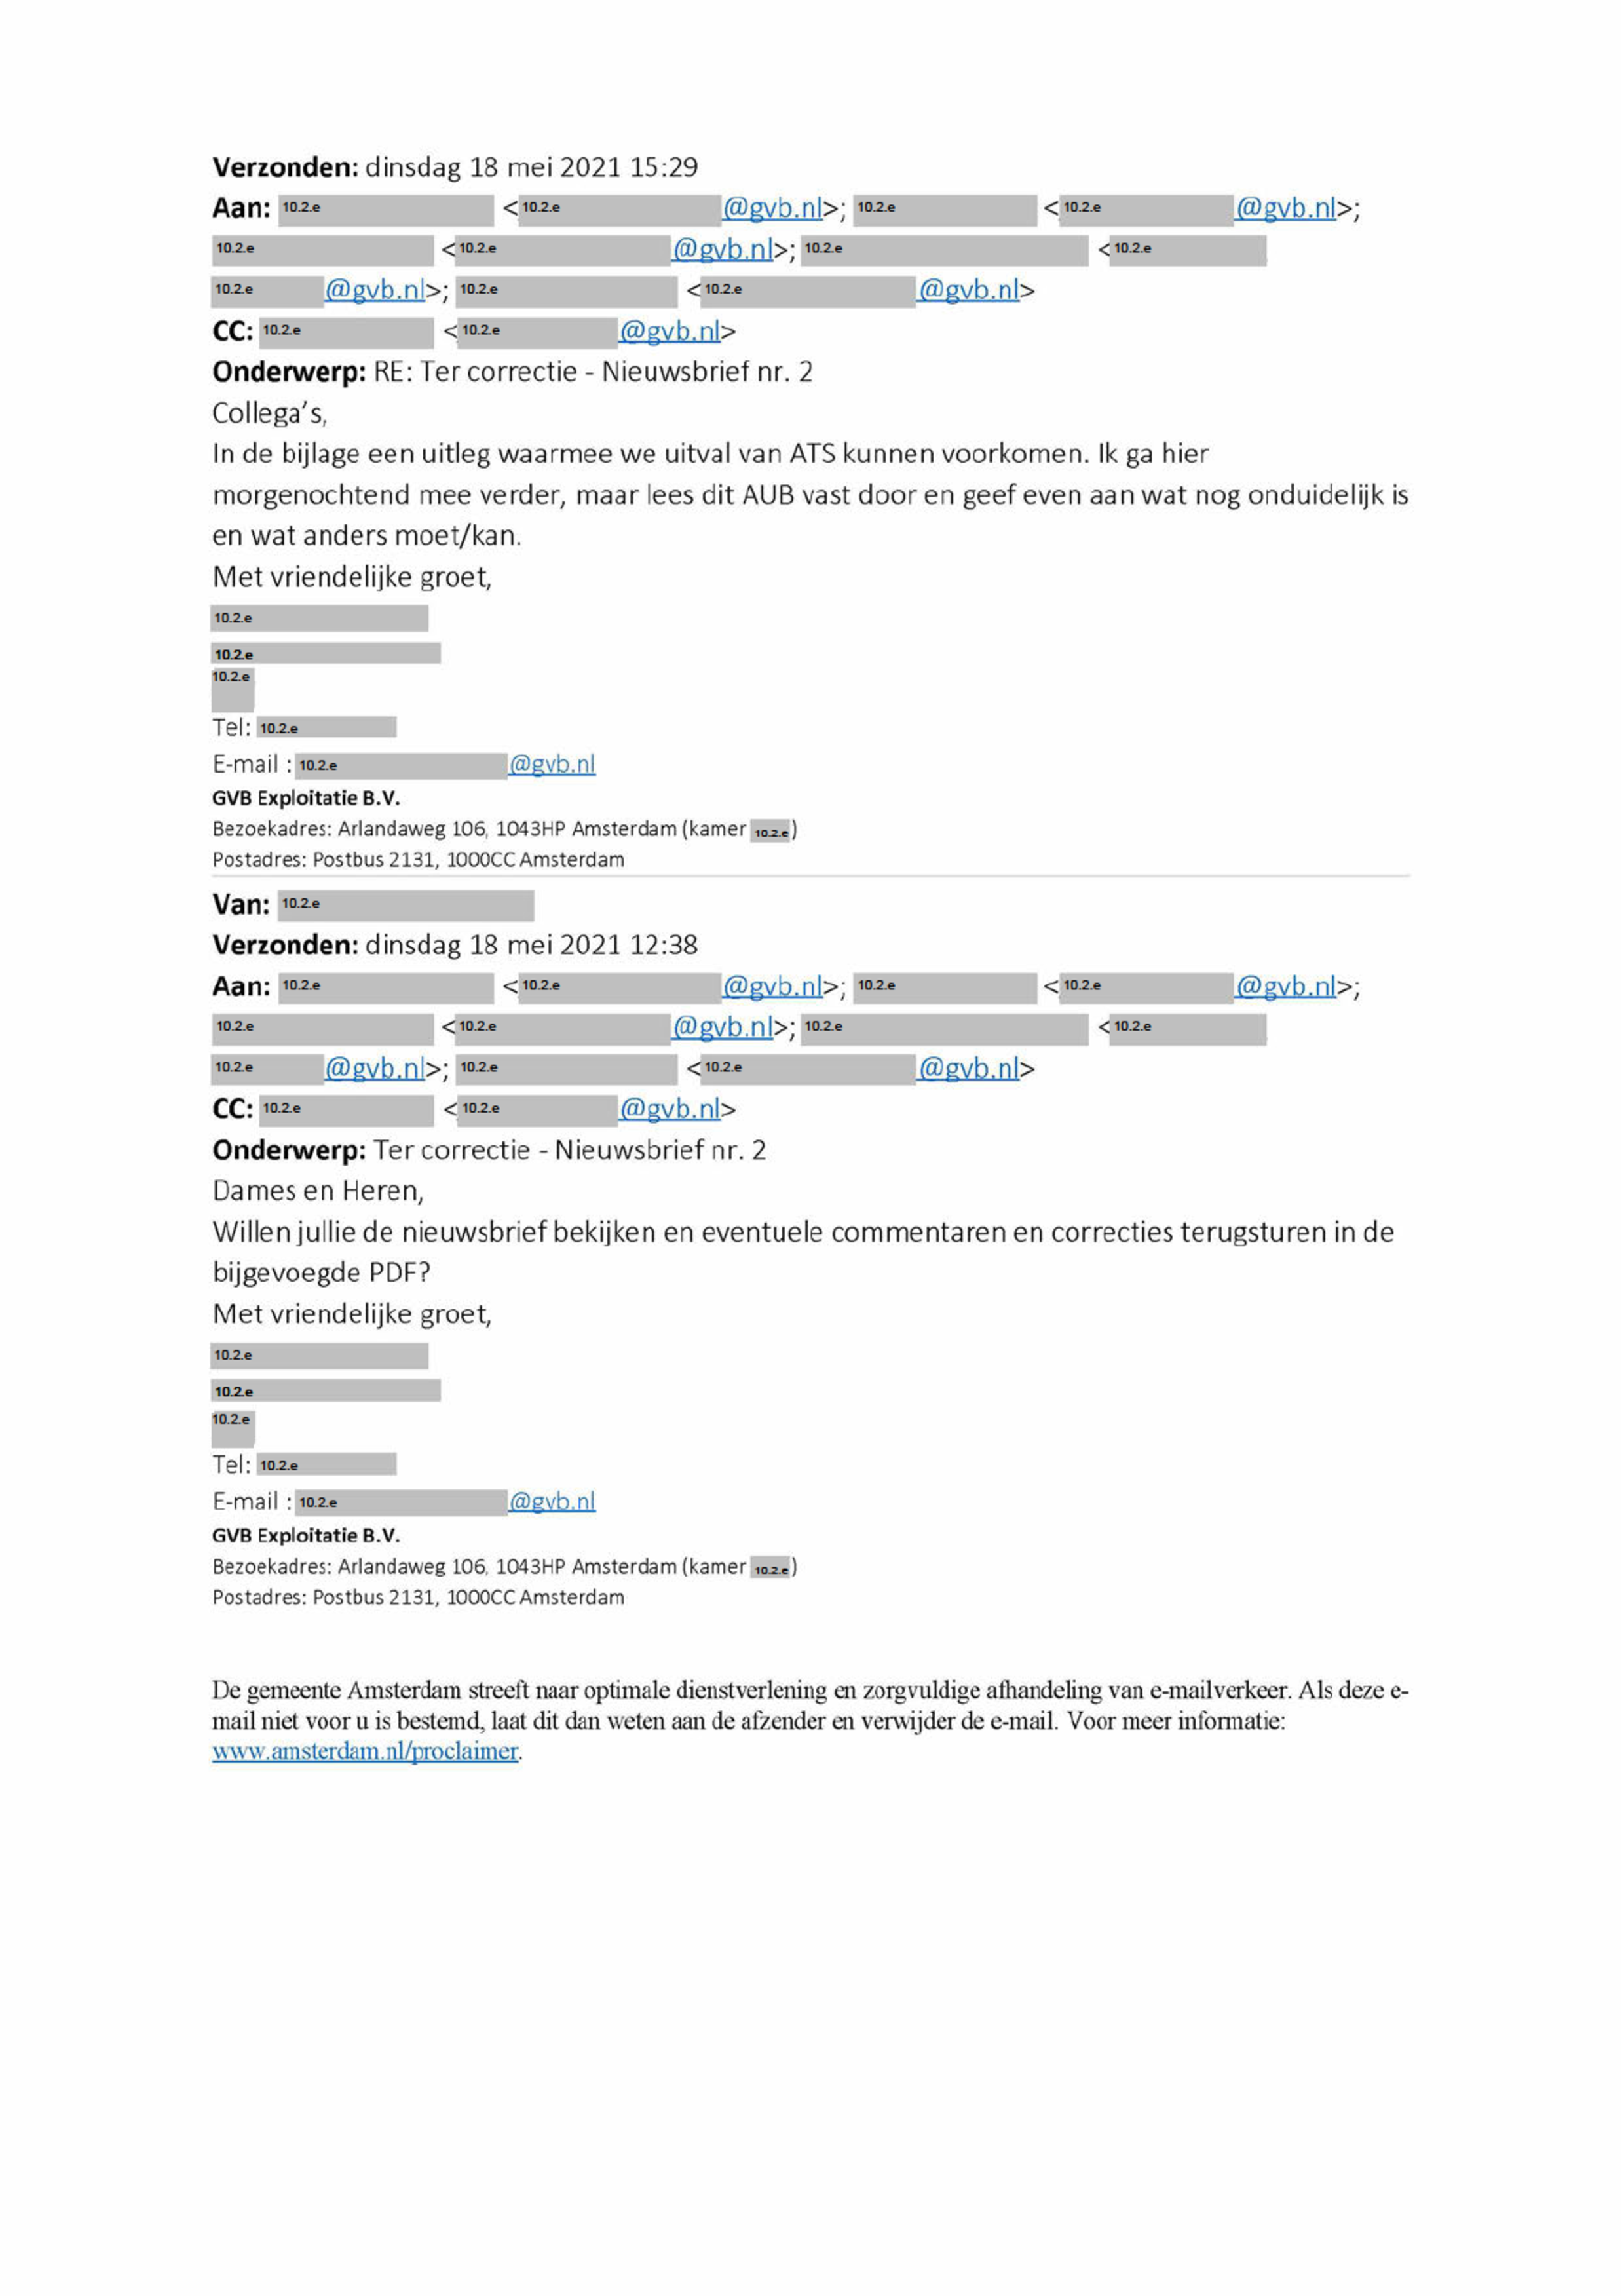 Verzonden: dinsdag 18 mei 2021 15:29
Aan: 10.2.e <10.2.e @gvb.nl>; 10.2.e <10.2.e @gvb.nl>;
10.2.e <10.2.e @gvb.nl>; 10.2.e <10.2.e
10.2.e @gvb.nl>; 10.2.e <10.2.e @gvb.nl>
CC: 10.2.e <10.2.e @gvb.nl>
Onderwerp: RE: Ter correctie - Nieuwsbrief nr. 2
Collega's,
In de bijlage een uitleg waarmee we uitval van ATS kunnen voorkomen. Ik ga hier
morgenochtend mee verder, maar lees dit AUB vast door en geef even aan wat nog onduidelijk is
en wat anders moet/kan.
Met vriendelijke groet,
10.2.e
10.2.e
10.2.e
Tel: 10.2.e
E-mail : 10.2.e @gvb.nl
GVB Exploitatie B.V.
Bezoekadres: Arlandaweg 106, 1043HP Amsterdam (kamer 10.2.e)
Postadres: Postbus 2131, 1000CC Amsterdam
Van: 10.2.e
Verzonden: dinsdag 18 mei 2021 12:38
Aan: 10.2.e <10.2.e @gvb.nl>; 10.2.e <10.2.e @gvb.nl>;
10.2.e <10.2.e @gvb.nl>; 10.2.e <10.2.e
10.2.e @gvb.nl>; 10.2.e <10.2.e @gvb.nl>
CC: 10.2.e <10.2.e @gvb.nl>
Onderwerp: Ter correctie - Nieuwsbrief nr. 2
Dames en Heren,
Willen jullie de nieuwsbrief bekijken en eventuele commentaren en correcties terugsturen in de
bijgevoegde PDF?
Met vriendelijke groet,
10.2.e
10.2.e
10.2.e
Tel: 10.2.e
E-mail : 10.2.e @gvb.nl
GVB Exploitatie B.V.
Bezoekadres: Arlandaweg 106, 1043HP Amsterdam (kamer 10.2.e)
Postadres: Postbus 2131, 1000CC Amsterdam
De gemeente Amsterdam streeft naar optimale dienstverlening en zorgvuldige afhandeling van e-mailverkeer. Als deze e-
mail niet voor u is bestemd, laat dit dan weten aan de afzender en verwijder de e-mail. Voor meer informatie:
www.amsterdam.nl/proclaimer.